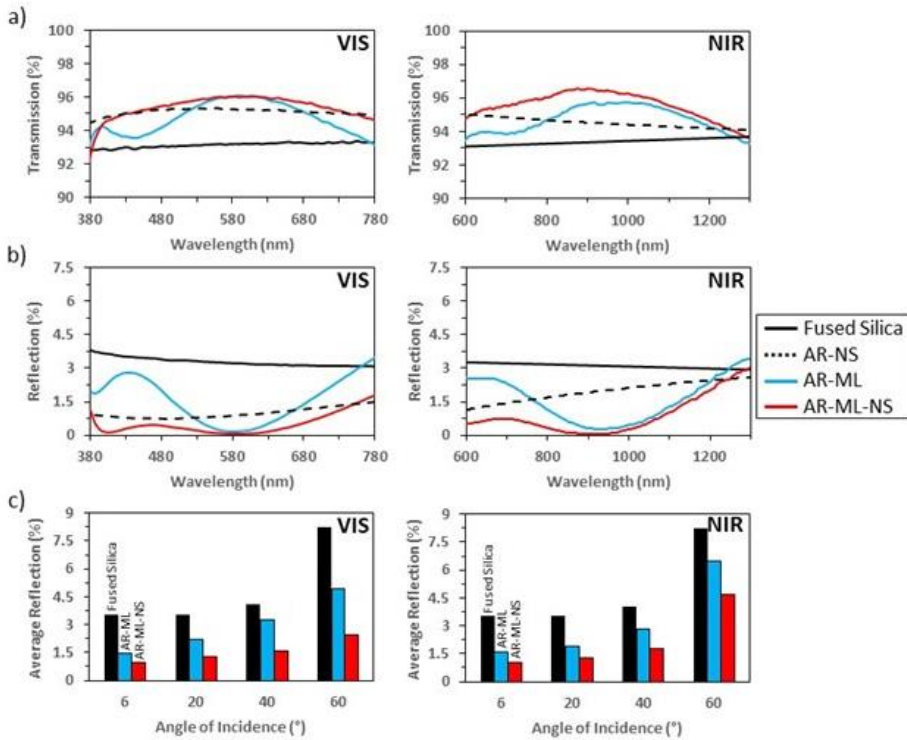 a)
VIS
Transmission (%)
100
98
96
94
92
90
380 480 580 680 780
Wavelength (nm)
NIR
Transmission (%)
100
98
96
94
92
90
600 800 1000 1200
Wavelength (nm)
b)
VIS
Reflection (%)
7.5
6
4.5
3
1.5
0
380 480 580 680 780
Wavelength (nm)
NIR
Reflection (%)
7.5
6
4.5
3
1.5
0
600 800 1000 1200
Wavelength (nm)
Fused Silica
AR-NS
AR-ML
AR-ML-NS
c)
VIS
Average Reflection (%)
9
7.5
6
4.5
3
1.5
0
Fused Silica
AR-ML
AR-ML-NS
6 20 40 60
Angle of Incidence (°)
NIR
Average Reflection (%)
9
7.5
6
4.5
3
1.5
0
Fused Silica
AR-ML
AR-ML-NS
6 20 40 60
Angle of Incidence (°)